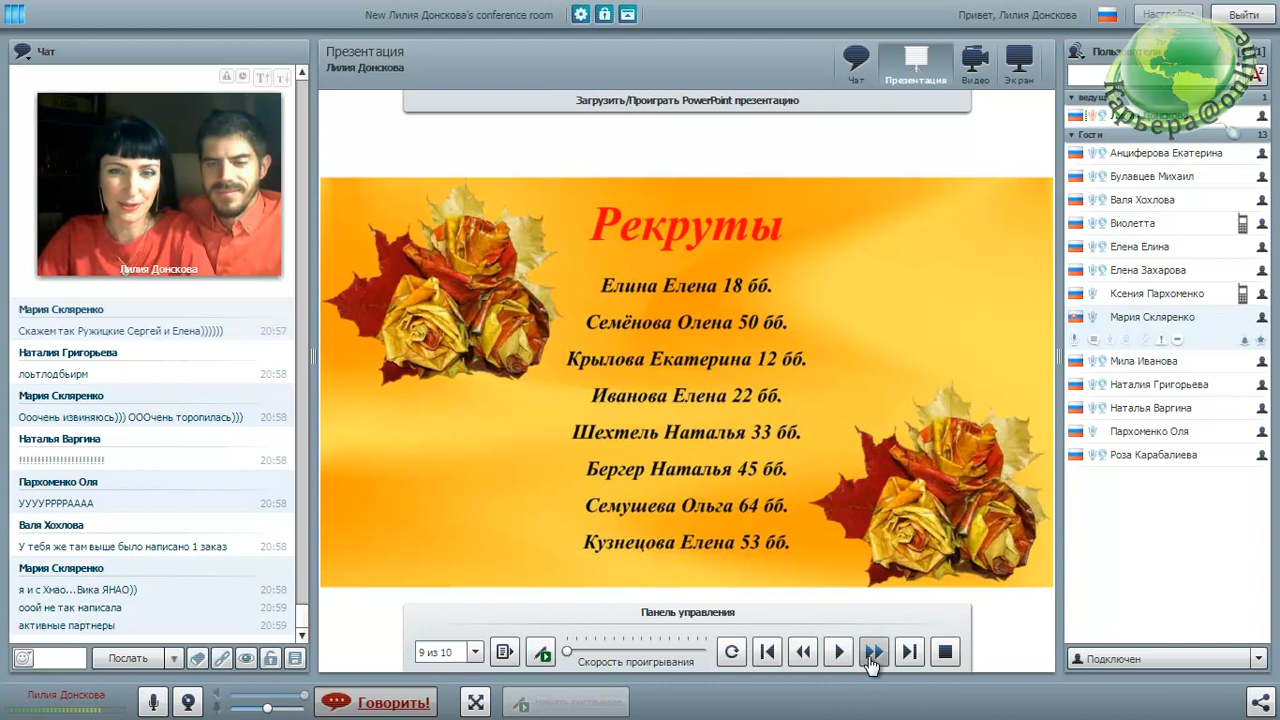 New Лилия Донскова's conference room
Привет, Лилия Донскова
Настройки
Выйти
Чат
Лилия Донскова
Мария Скляренко
Скажем так Ружицкие Сергей и Елена)))))) 20:57
Наталия Григорьева
лоьтлодбьирм 20:58
Мария Скляренко
Ооочень извиняюсь))) ОООчень торопилась))) 20:58
Наталья Варгина
!!!!!!!!!!!!!!!!!!!!!!! 20:58
Пархоменко Оля
УУУУРРРРАААА 20:58
Валя Хохлова
У тебя же там выше было написано 1 заказ 20:58
Мария Скляренко
я и с Хмао...Вика ЯНАО)) 20:58
ооой не так написала 20:59
активные партнеры 20:59
Послать
Презентация
Лилия Донскова
Чат
Презентация
Видео
Экран
Загрузить/Проиграть PowerPoint презентацию
Рекруты
Елина Елена 18 бб.
Семёнова Олена 50 бб.
Крылова Екатерина 12 бб.
Иванова Елена 22 бб.
Шехтель Наталья 33 бб.
Бергер Наталья 45 бб.
Семушева Ольга 64 бб.
Кузнецова Елена 53 бб.
Панель управления
9 из 10
Скорость проигрывания
Карьера@online
Гости 13
Анциферова Екатерина
Булавцев Михаил
Валя Хохлова
Виолетта
Елена Елина
Елена Захарова
Ксения Пархоменко
Мария Скляренко
Мила Иванова
Наталия Григорьева
Наталья Варгина
Пархоменко Оля
Роза Карабалиева
Подключен
Лилия Донскова
Говорить!